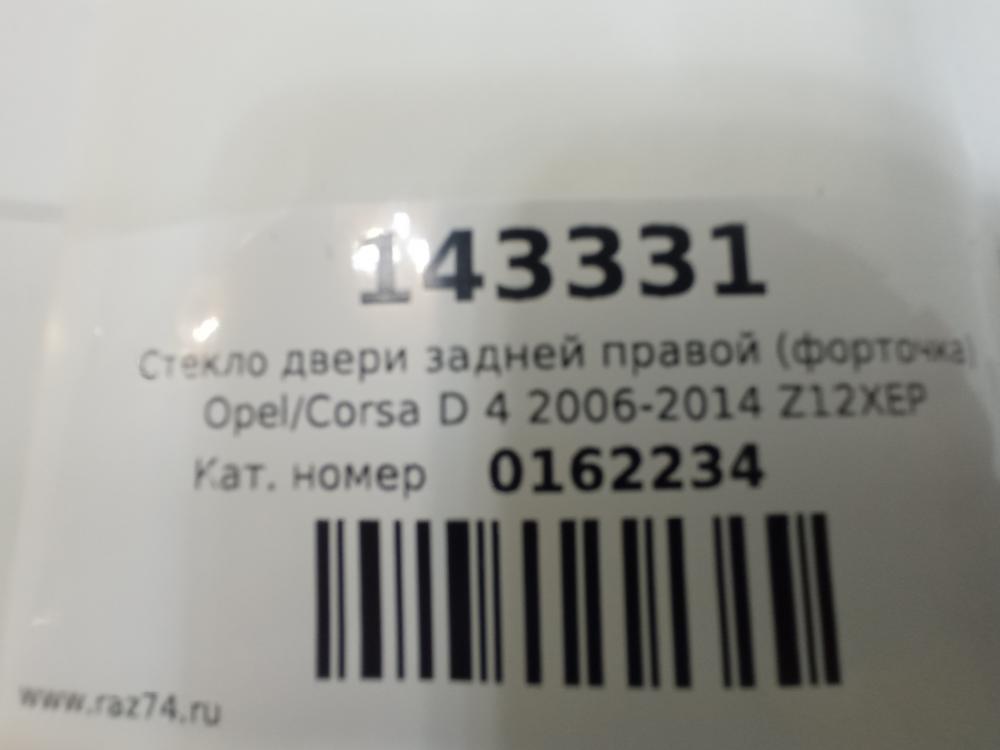 143331
Стекло двери задней правой (форточка)
Opel/Corsa D 4 2006-2014 Z12XEP
Кат. номер 0162234
www.raz74.ru